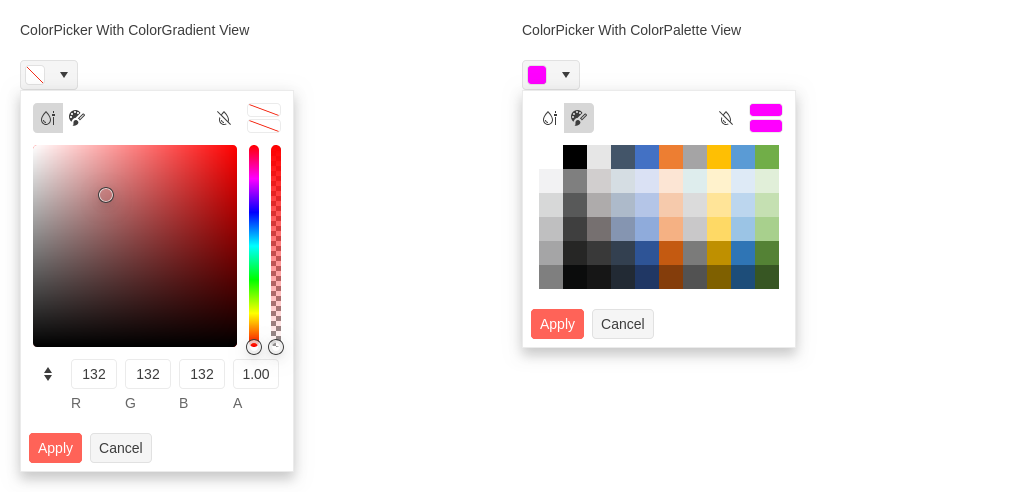 ColorPicker With ColorGradient View
132 132 132 1.00
R G B A
Apply Cancel
ColorPicker With ColorPalette View
Apply Cancel